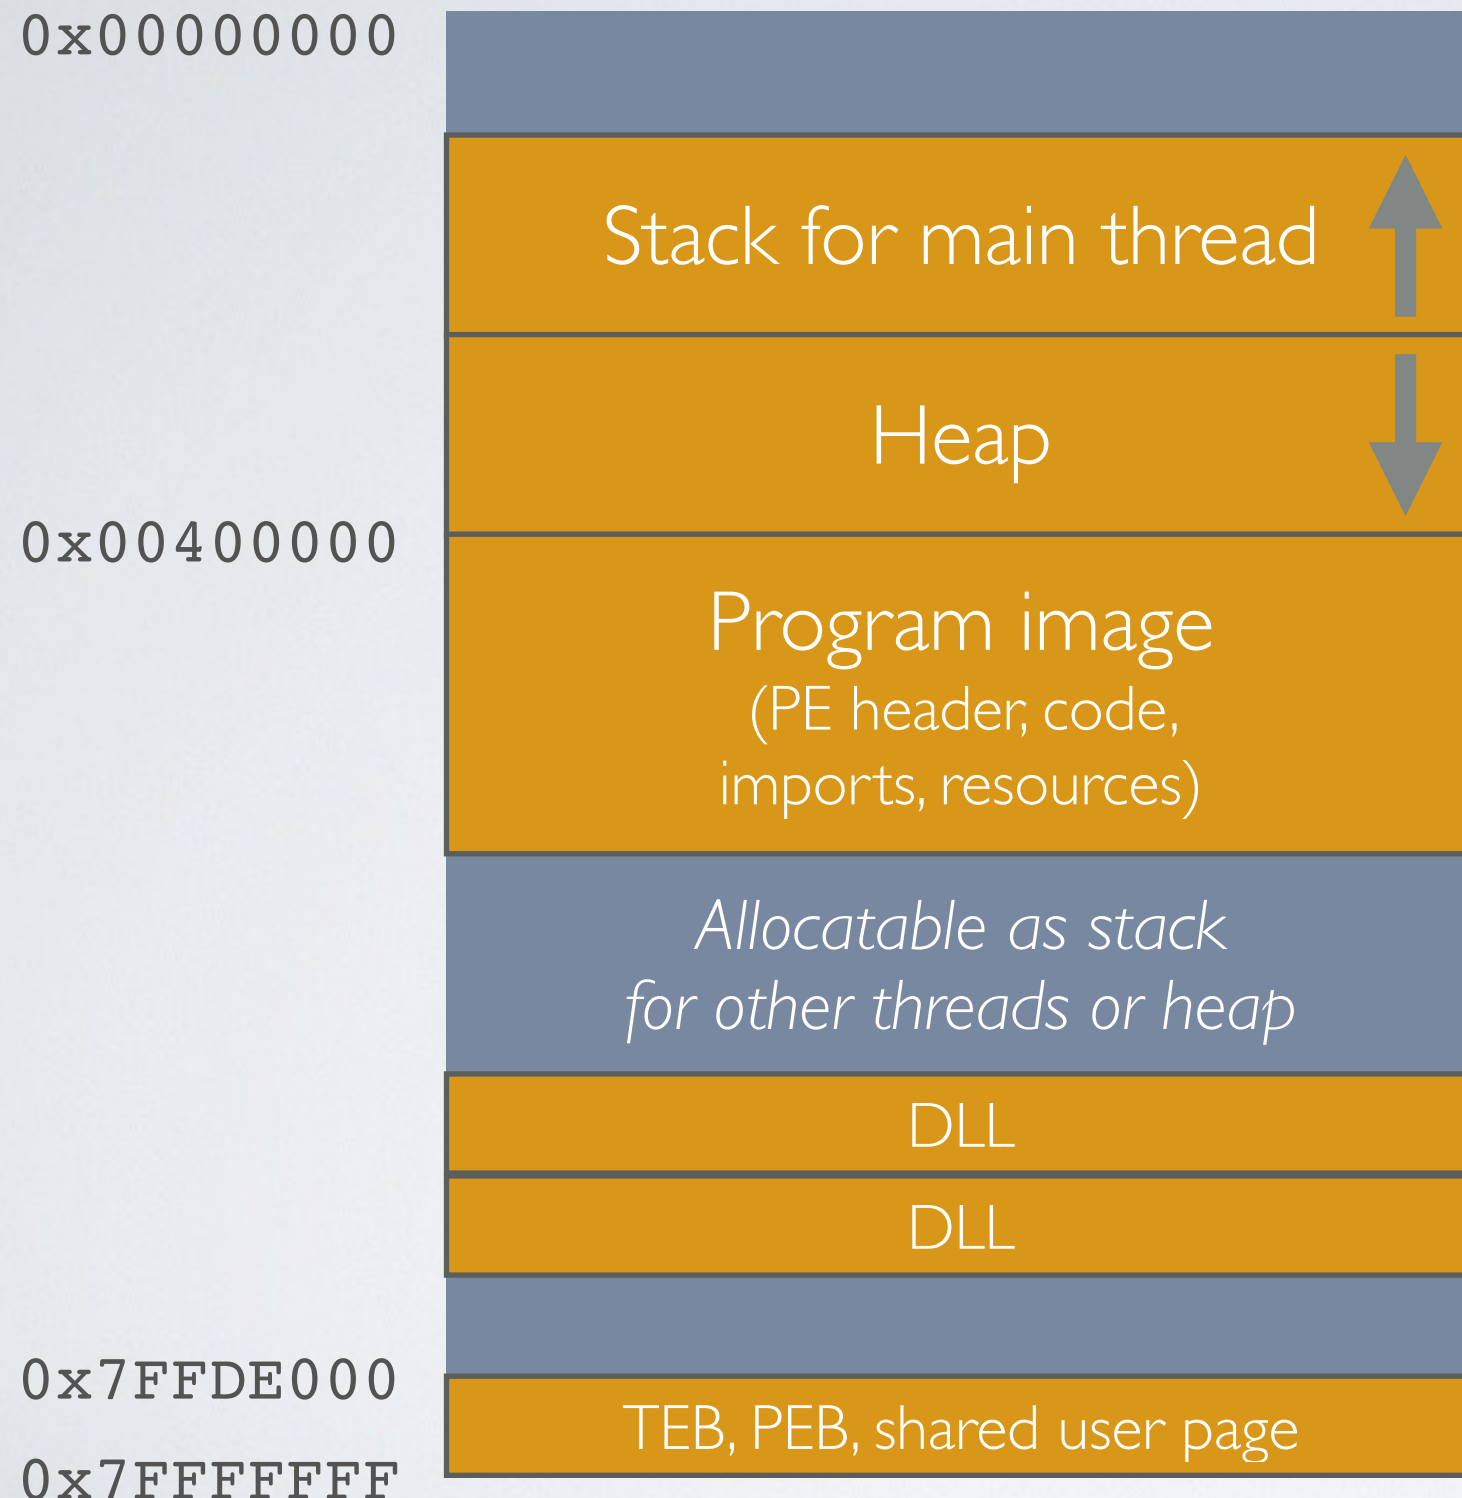 0x00000000
Stack for main thread
Heap
0x00400000
Program image
(PE header, code,
imports, resources)
Allocatable as stack
for other threads or heap
DLL
DLL
0x7FFDE000
TEB, PEB, shared user page
0x7FFFFFFF